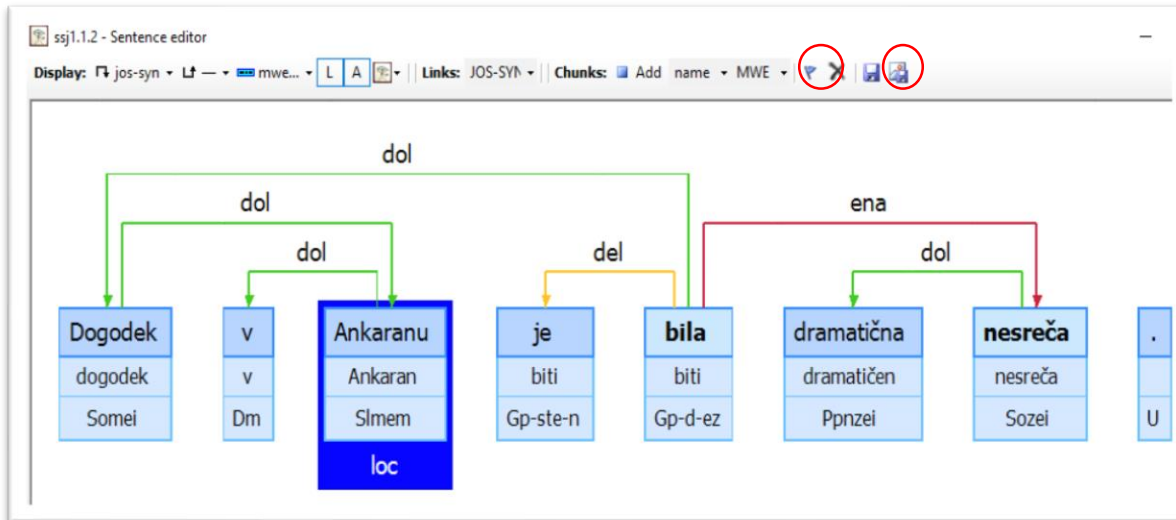 ssj1.1.2 - Sentence editor
Display: jos-syn — mwe... L A Links: JOS-SYN Chunks: Add name MWE
dol
dol ena
dol del dol
Dogodek v Ankaranu je bila dramatična nesreča .
dogodek v Ankaran biti biti dramatičen nesreča
Somei Dm Slmem Gp-ste-n Gp-d-ez Ppnzei Sozei U
loc